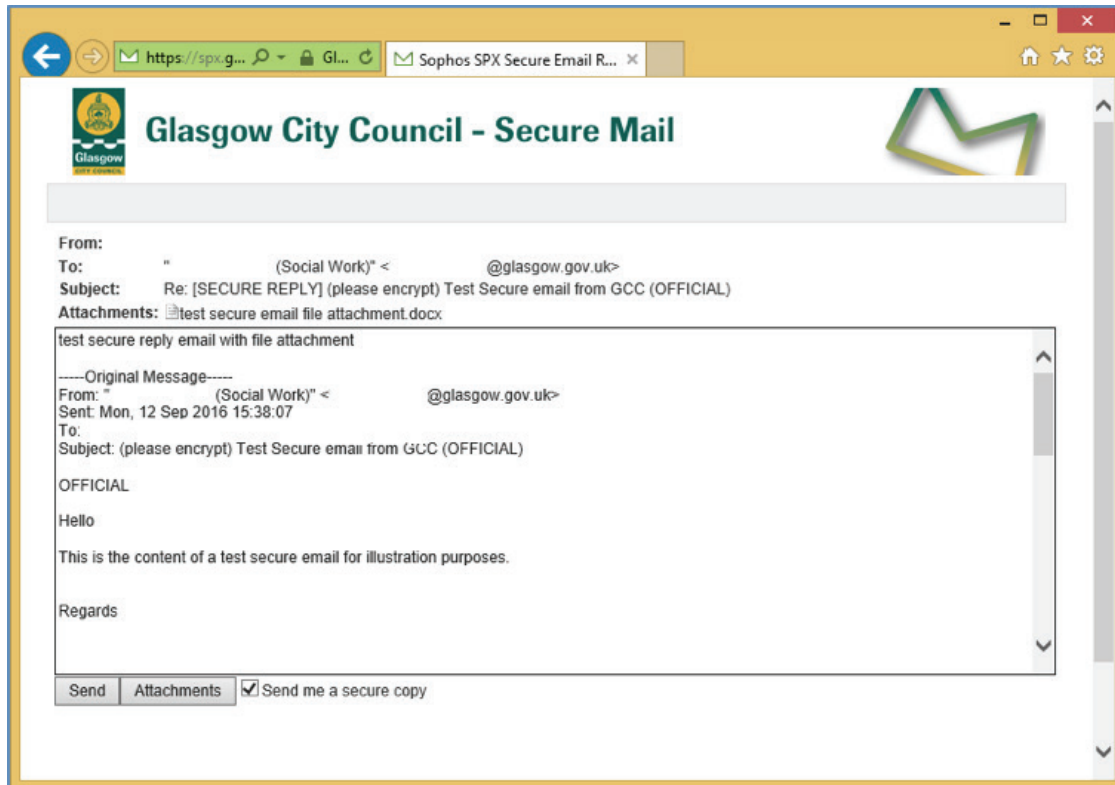 https://spx.g... Gl... Sophos SPX Secure Email R...
Glasgow
CITY COUNCIL
Glasgow City Council - Secure Mail
From:
To: " (Social Work)" < @glasgow.gov.uk>
Subject: Re: [SECURE REPLY] (please encrypt) Test Secure email from GCC (OFFICIAL)
Attachments: test secure email file attachment.docx
test secure reply email with file attachment
-----Original Message-----
From: " (Social Work)" < @glasgow.gov.uk>
Sent: Mon, 12 Sep 2016 15:38:07
To:
Subject: (please encrypt) Test Secure email from GCC (OFFICIAL)
OFFICIAL
Hello
This is the content of a test secure email for illustration purposes.
Regards
Send Attachments Send me a secure copy